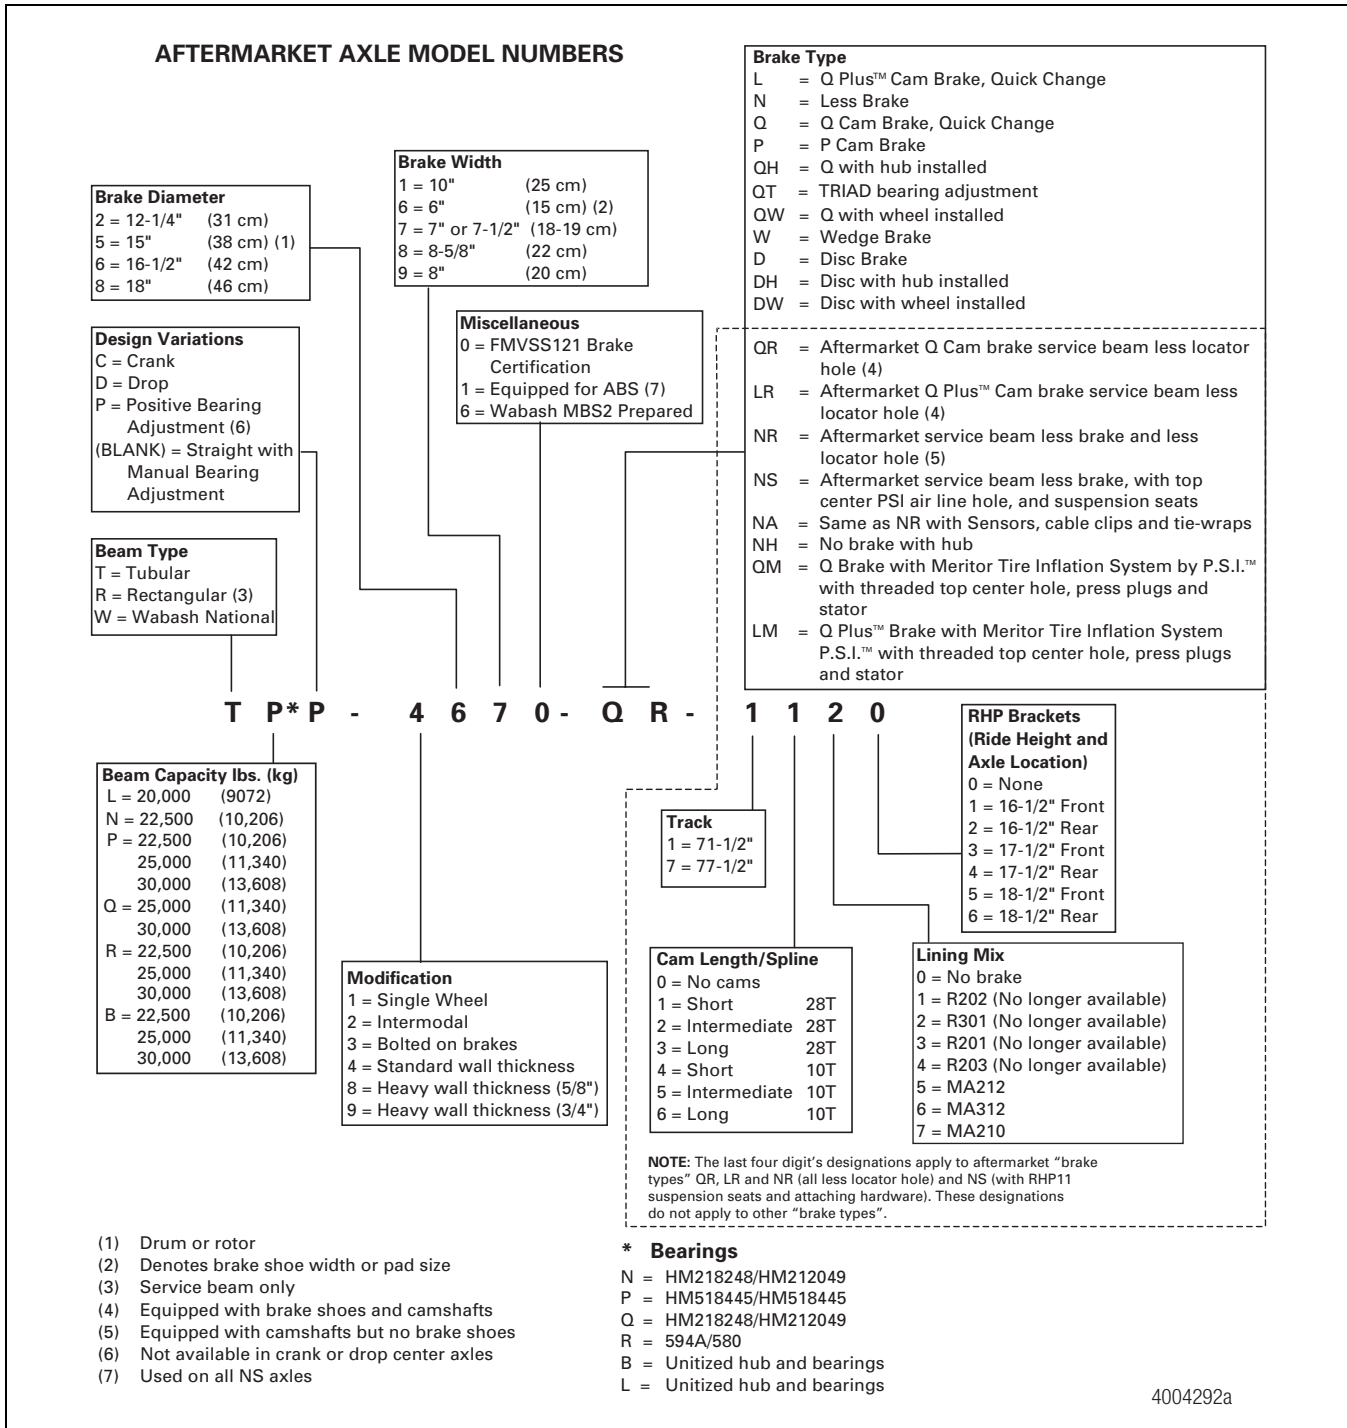 AFTERMARKET AXLE MODEL NUMBERS
Brake Type
L = Q Plus™ Cam Brake, Quick Change
N = Less Brake
Q = Q Cam Brake, Quick Change
P = P Cam Brake
QH = Q with hub installed
QT = TRIAD bearing adjustment
QW = Q with wheel installed
W = Wedge Brake
D = Disc Brake
DH = Disc with hub installed
DW = Disc with wheel installed
QR = Aftermarket Q Cam brake service beam less locator
hole (4)
LR = Aftermarket Q Plus™ Cam brake service beam less
locator hole (4)
NR = Aftermarket service beam less brake and less
locator hole (5)
NS = Aftermarket service beam less brake, with top
center PSI air line hole, and suspension seats
NA = Same as NR with Sensors, cable clips and tie-wraps
NH = No brake with hub
QM = Q Brake with Meritor Tire Inflation System by P.S.I.™
with threaded top center hole, press plugs and
stator
LM = Q Plus™ Brake with Meritor Tire Inflation System
P.S.I.™ with threaded top center hole, press plugs
and stator
Brake Width
1 = 10" (25 cm)
6 = 6" (15 cm) (2)
7 = 7" or 7-1/2" (18-19 cm)
8 = 8-5/8" (22 cm)
9 = 8" (20 cm)
Brake Diameter
2 = 12-1/4" (31 cm)
5 = 15" (38 cm) (1)
6 = 16-1/2" (42 cm)
8 = 18" (46 cm)
Miscellaneous
0 = FMVSS121 Brake
Certification
1 = Equipped for ABS (7)
6 = Wabash MBS2 Prepared
Design Variations
C = Crank
D = Drop
P = Positive Bearing
Adjustment (6)
(BLANK) = Straight with
Manual Bearing
Adjustment
Beam Type
T = Tubular
R = Rectangular (3)
W = Wabash National
T P*P - 4 6 7 0 - Q R - 1 1 2 0
Beam Capacity lbs. (kg)
L = 20,000 (9072)
N = 22,500 (10,206)
P = 22,500 (10,206)
25,000 (11,340)
30,000 (13,608)
Q = 25,000 (11,340)
30,000 (13,608)
R = 22,500 (10,206)
25,000 (11,340)
30,000 (13,608)
B = 22,500 (10,206)
25,000 (11,340)
30,000 (13,608)
Modification
1 = Single Wheel
2 = Intermodal
3 = Bolted on brakes
4 = Standard wall thickness
8 = Heavy wall thickness (5/8")
9 = Heavy wall thickness (3/4")
Track
1 = 71-1/2"
7 = 77-1/2"
RHP Brackets
(Ride Height and
Axle Location)
0 = None
1 = 16-1/2" Front
2 = 16-1/2" Rear
3 = 17-1/2" Front
4 = 17-1/2" Rear
5 = 18-1/2" Front
6 = 18-1/2" Rear
Cam Length/Spline
0 = No cams
1 = Short 28T
2 = Intermediate 28T
3 = Long 28T
4 = Short 10T
5 = Intermediate 10T
6 = Long 10T
Lining Mix
0 = No brake
1 = R202 (No longer available)
2 = R301 (No longer available)
3 = R201 (No longer available)
4 = R203 (No longer available)
5 = MA212
6 = MA312
7 = MA210
NOTE: The last four digit's designations apply to aftermarket “brake
types” QR, LR and NR (all less locator hole) and NS (with RHP11
suspension seats and attaching hardware). These designations
do not apply to other “brake types”.
(1) Drum or rotor
(2) Denotes brake shoe width or pad size
(3) Service beam only
(4) Equipped with brake shoes and camshafts
(5) Equipped with camshafts but no brake shoes
(6) Not available in crank or drop center axles
(7) Used on all NS axles
* Bearings
N = HM218248/HM212049
P = HM518445/HM518445
Q = HM218248/HM212049
R = 594A/580
B = Unitized hub and bearings
L = Unitized hub and bearings
4004292a